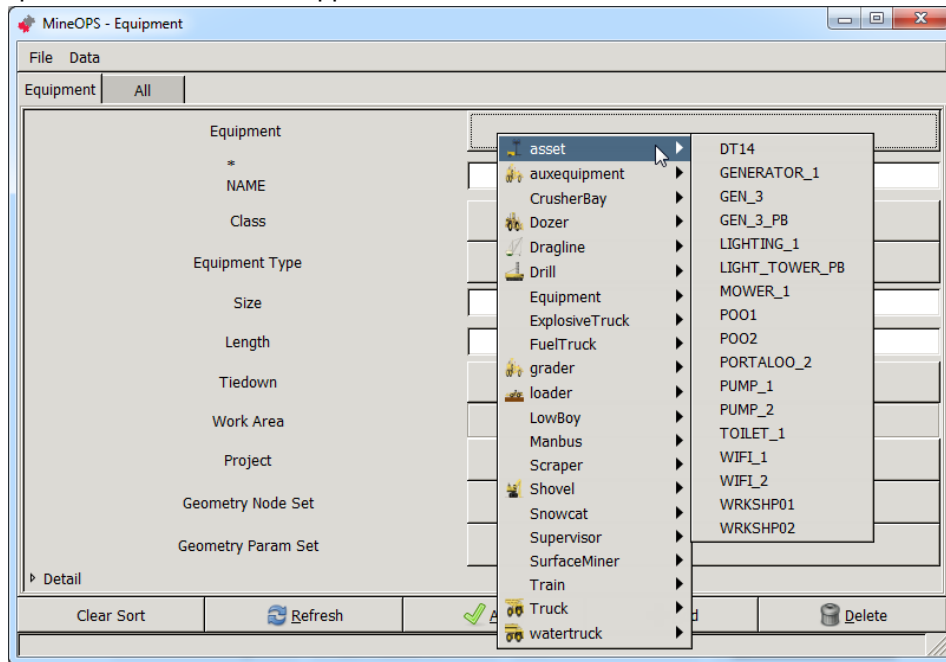 MineOPS - Equipment
File Data
Equipment All
Equipment
*
NAME
Class
Equipment Type
Size
Length
Tiedown
Work Area
Project
Geometry Node Set
Geometry Param Set
Detail
asset
auxequipment
CrusherBay
Dozer
Dragline
Drill
Equipment
ExplosiveTruck
FuelTruck
grader
loader
LowBoy
Manbus
Scraper
Shovel
Snowcat
Supervisor
SurfaceMiner
Train
Truck
watertruck
DT14
GENERATOR_1
GEN_3
GEN_3_PB
LIGHTING_1
LIGHT_TOWER_PB
MOWER_1
POO1
POO2
PORTALOO_2
PUMP_1
PUMP_2
TOILET_1
WIFI_1
WIFI_2
WRKSHP01
WRKSHP02
Clear Sort Refresh Delete